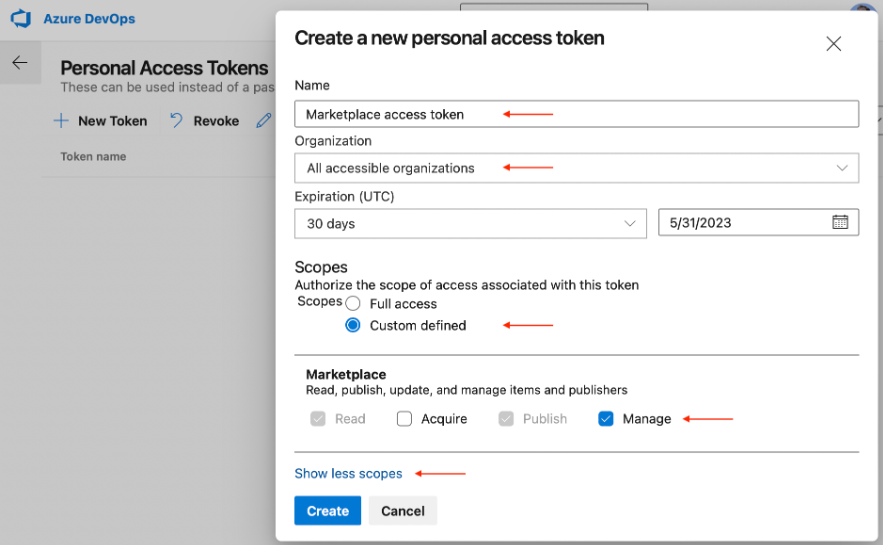 Azure DevOps
Personal Access Tokens
These can be used instead of a pas
New Token Revoke
Token name
Create a new personal access token
Name
Marketplace access token
Organization
All accessible organizations
Expiration (UTC)
30 days 5/31/2023
Scopes
Authorize the scope of access associated with this token
Scopes Full access
Custom defined
Marketplace
Read, publish, update, and manage items and publishers
Read Acquire Publish Manage
Show less scopes
Create Cancel